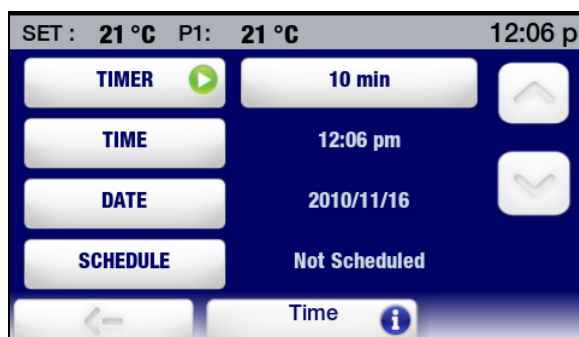 SET : 21 °C P1: 21 °C 12:06 p
TIMER 10 min
TIME 12:06 pm
DATE 2010/11/16
SCHEDULE Not Scheduled
Time i